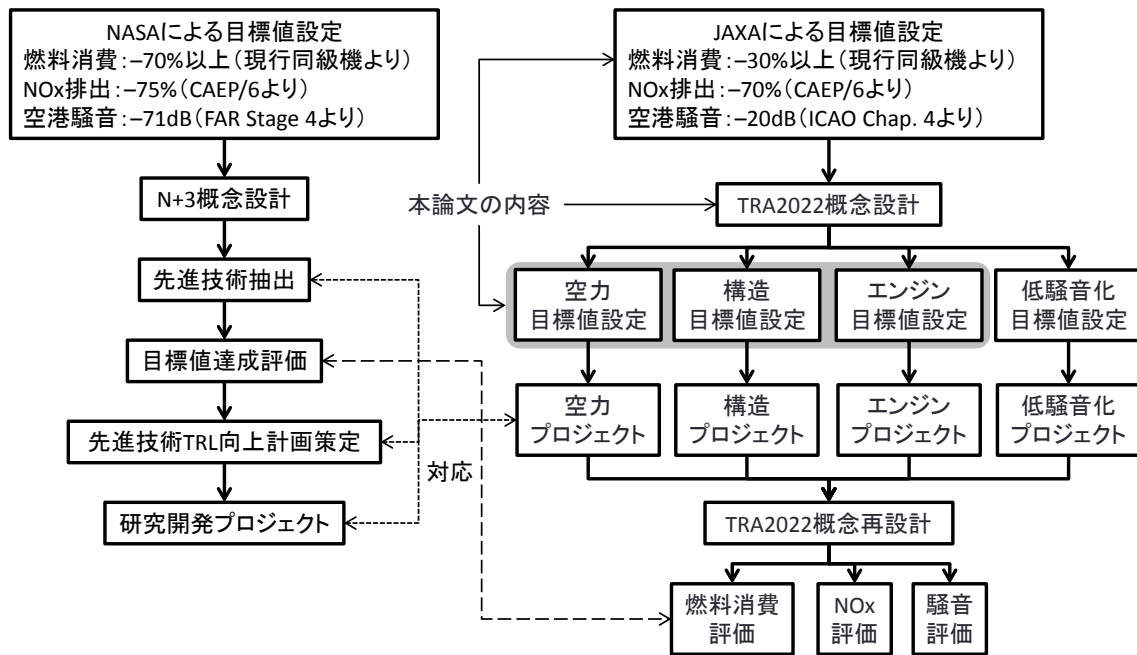 NASAによる目標値設定
燃料消費:–70%以上(現行同級機より)
NOx排出:–75%(CAEP/6より)
空港騒音:–71dB(FAR Stage 4より)
N+3概念設計
先進技術抽出
目標値達成評価
先進技術TRL向上計画策定
研究開発プロジェクト
対応
本論文の内容
JAXAによる目標値設定
燃料消費:–30%以上(現行同級機より)
NOx排出:–70%(CAEP/6より)
空港騒音:–20dB(ICAO Chap. 4より)
TRA2022概念設計
空力
目標値設定
構造
目標値設定
エンジン
目標値設定
低騒音化
目標値設定
空力
プロジェクト
構造
プロジェクト
エンジン
プロジェクト
低騒音化
プロジェクト
TRA2022概念再設計
燃料消費
評価
NOx
評価
騒音
評価